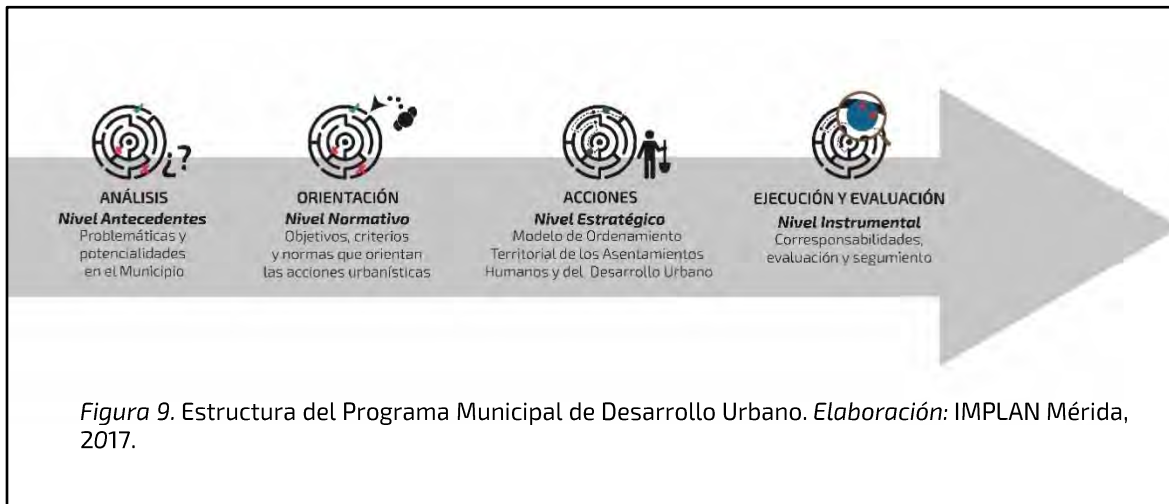 ¿?
ANÁLISIS
Nivel Antecedentes
Problemáticas y
potencialidades
en el Municipio
ORIENTACIÓN
Nivel Normativo
Objetivos, criterios
y normas que orientan
las acciones urbanísticas
ACCIONES
Nivel Estratégico
Modelo de Ordenamiento
Territorial de los Asentamientos
Humanos y del Desarrollo Urbano
EJECUCIÓN Y EVALUACIÓN
Nivel Instrumental
Corresponsabilidades,
evaluación y segumiento
Figura 9. Estructura del Programa Municipal de Desarrollo Urbano. Elaboración: IMPLAN Mérida,
2017.